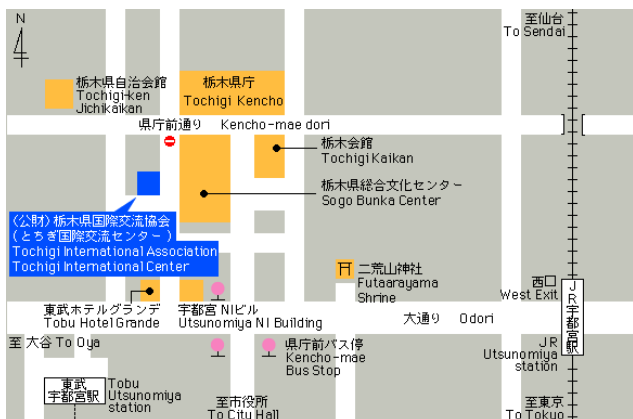 N
至仙台
To Sendai
栃木県自治会館
Tochigi-ken
Jichikaikan
栃木県庁
Tochigi Kencho
県庁前通り Kencho-mae dori
栃木会館
Tochigi Kaikan
栃木県総合文化センター
Sogo Bunka Center
(公財)栃木県国際交流協会
(とちぎ国際交流センター)
Tochigi International Association
Tochigi International Center
二荒山神社
Futaarayama
Shrine
西口
West Exit
JR宇都宮駅
東武ホテルグランデ
Tobu Hotel Grande
宇都宮 NIビル
Utsunomiya NI Building
大通り Odori
至 大谷 To Oya
県庁前バス停
Kencho-mae
Bus Stop
JR
Utsunomiya
station
東武
宇都宮駅
Tobu
Utsunomiya
station
至市役所
To City Hall
至東京
To Tokyo